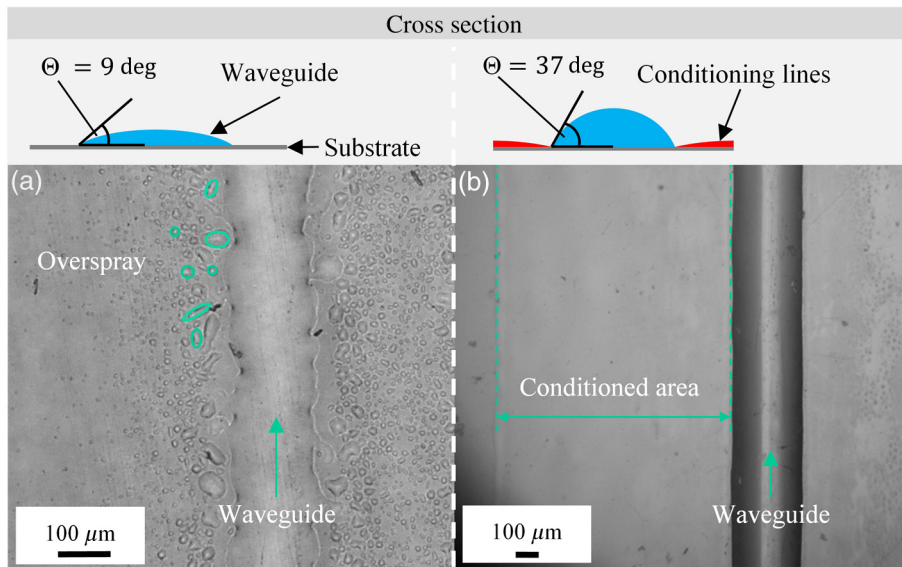 Cross section
Θ = 9 deg
Waveguide
Substrate
Θ = 37 deg
Conditioning lines
(a)
Overspray
Waveguide
100 μm
(b)
Conditioned area
Waveguide
100 μm